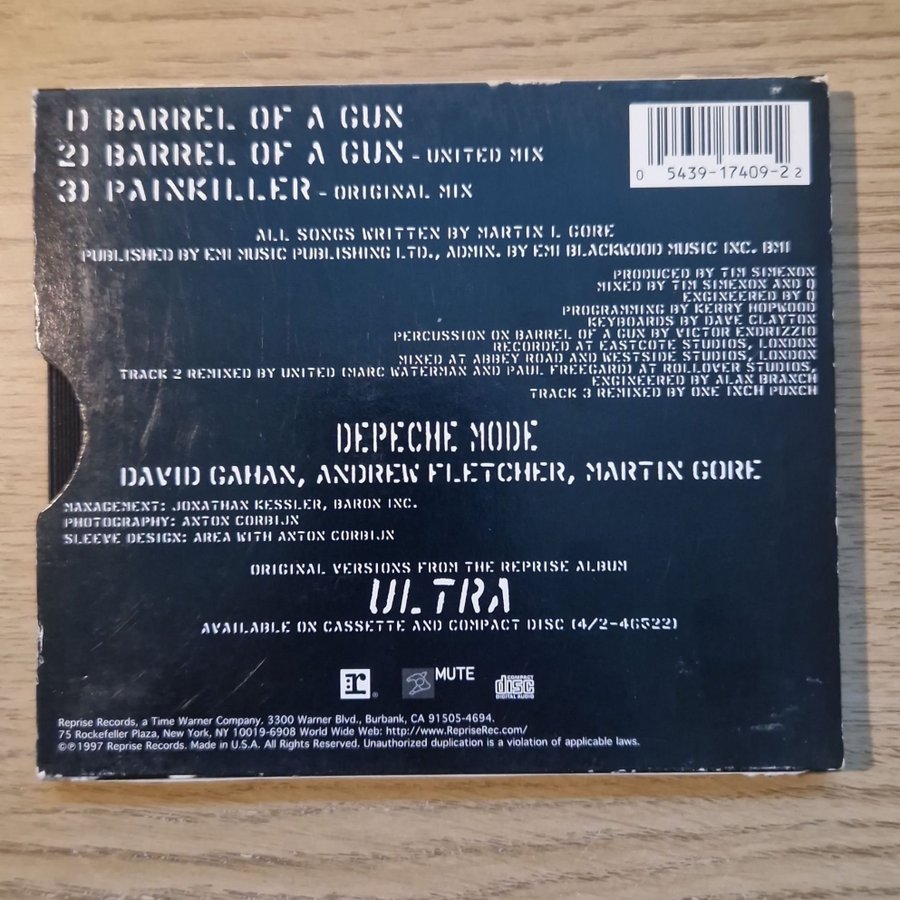 1) BARREL OF A GUN
2) BARREL OF A GUN - UNITED MIX
3) PAINKILLER - ORIGINAL MIX
0 5439-17409-2 2
ALL SONGS WRITTEN BY MARTIN L GORE
PUBLISHED BY EMI MUSIC PUBLISHING LTD., ADMIN. BY EMI BLACKWOOD MUSIC INC. BMI
PRODUCED BY TIM SIMENON
MIXED BY TIM SIMENON AND Q
ENGINEERED BY Q
PROGRAMMING BY KERRY HOPWOOD
KEYBOARDS BY DAVE CLAYTON
PERCUSSION ON BARREL OF A GUN BY VICTOR ENDRIZZIO
RECORDED AT EASTCOTE STUDIOS, LONDON
MIXED AT ABBEY ROAD AND WESTSIDE STUDIOS, LONDON
TRACK 2 REMIXED BY UNITED (MARC WATERMAN AND PAUL FREEGARD) AT ROLLOVER STUDIOS,
ENGINEERED BY ALAN BRANCH
TRACK 3 REMIXED BY ONE INCH PUNCH
DEPECHE MODE
DAVID GAHAN, ANDREW FLETCHER, MARTIN GORE
MANAGEMENT: JONATHAN KESSLER, BARON INC.
PHOTOGRAPHY: ANTON CORBIJN
SLEEVE DESIGN: AREA WITH ANTON CORBIJN
ORIGINAL VERSIONS FROM THE REPRISE ALBUM
ULTRA
AVAILABLE ON CASSETTE AND COMPACT DISC (4/2-46522)
r ® MUTE COMPACT disc DIGITAL AUDIO
Reprise Records, a Time Warner Company. 3300 Warner Blvd., Burbank, CA 91505-4694.
75 Rockefeller Plaza, New York, NY 10019-6908 World Wide Web: http://www.RepriseRec.com/
©℗1997 Reprise Records. Made in U.S.A. All Rights Reserved. Unauthorized duplication is a violation of applicable laws.